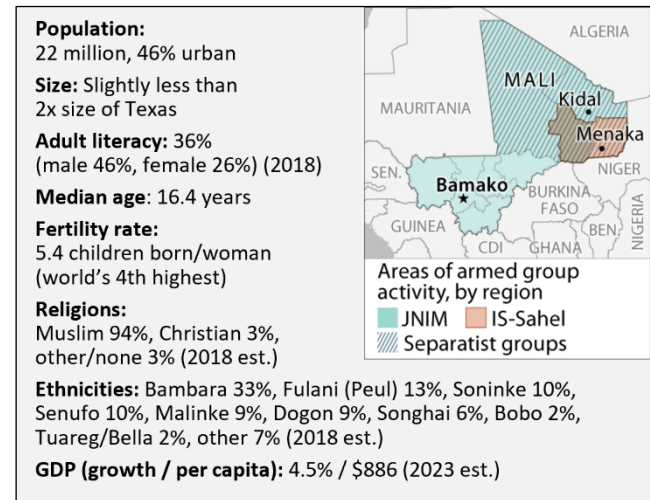 Population:
22 million, 46% urban
Size: Slightly less than
2x size of Texas
Adult literacy: 36%
(male 46%, female 26%) (2018)
Median age: 16.4 years
Fertility rate:
5.4 children born/woman
(world's 4th highest)
Religions:
Muslim 94%, Christian 3%,
other/none 3% (2018 est.)
Ethnicities: Bambara 33%, Fulani (Peul) 13%, Soninke 10%,
Senufo 10%, Malinke 9%, Dogon 9%, Songhai 6%, Bobo 2%,
Tuareg/Bella 2%, other 7% (2018 est.)
GDP (growth / per capita): 4.5% / $886 (2023 est.)
ALGERIA
MALI
Kidal
MAURITANIA
Menaka
NIGER
SEN.
Bamako
BURKINA
FASO
GUINEA
BEN.
NIGERIA
CDI
GHANA
Areas of armed group
activity, by region
JNIM
IS-Sahel
Separatist groups